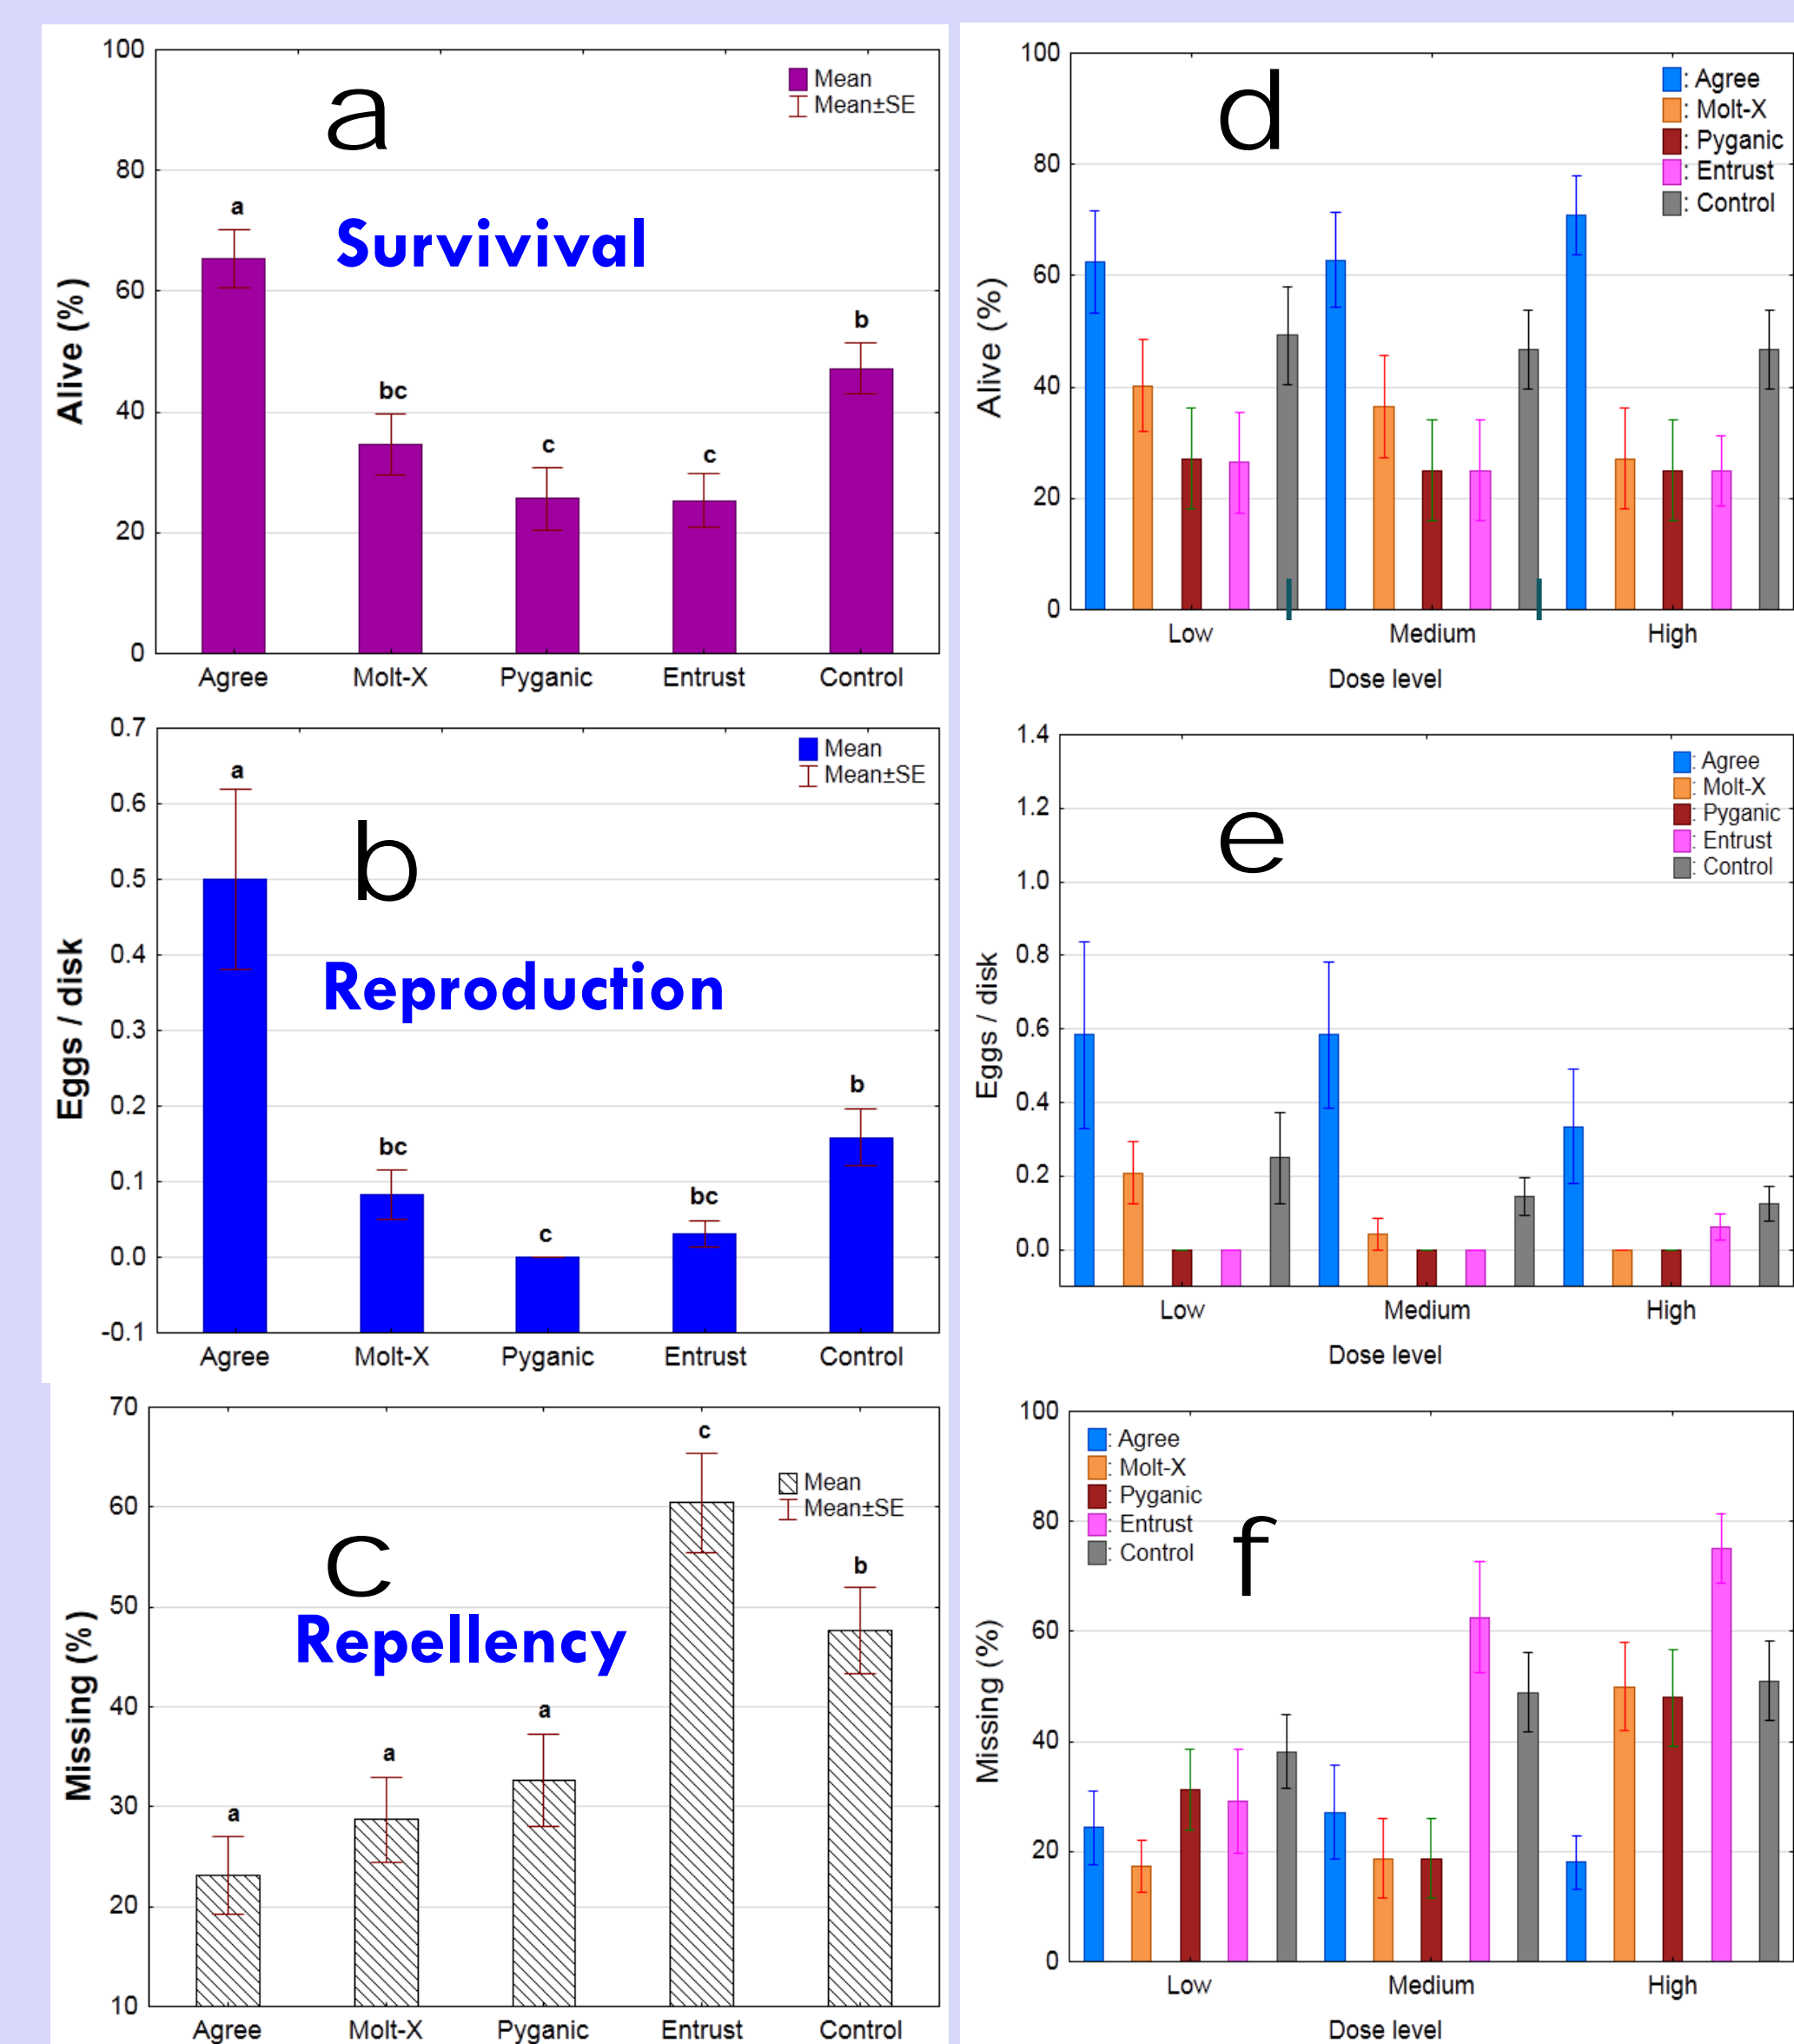 100
80
60
40
20
0
Alive (%)
a
Survivival
Mean
Mean±SE
a
bc
c
c
b
Agree Molt-X Pyganic Entrust Control
0.7
0.6
0.5
0.4
0.3
0.2
0.1
0.0
-0.1
Eggs / disk
b
Reproduction
Mean
Mean±SE
a
bc
c
bc
b
Agree Molt-X Pyganic Entrust Control
70
60
50
40
30
20
10
Missing (%)
c
Repellency
Mean
Mean±SE
a
a
a
c
b
Agree Molt-X Pyganic Entrust Control
100
80
60
40
20
0
Alive (%)
d
: Agree
: Molt-X
: Pyganic
: Entrust
: Control
Low Medium High
Dose level
1.4
1.2
1.0
0.8
0.6
0.4
0.2
0.0
Eggs / disk
e
: Agree
: Molt-X
: Pyganic
: Entrust
: Control
Low Medium High
Dose level
100
80
60
40
20
0
Missing (%)
f
: Agree
: Molt-X
: Pyganic
: Entrust
: Control
Low Medium High
Dose level